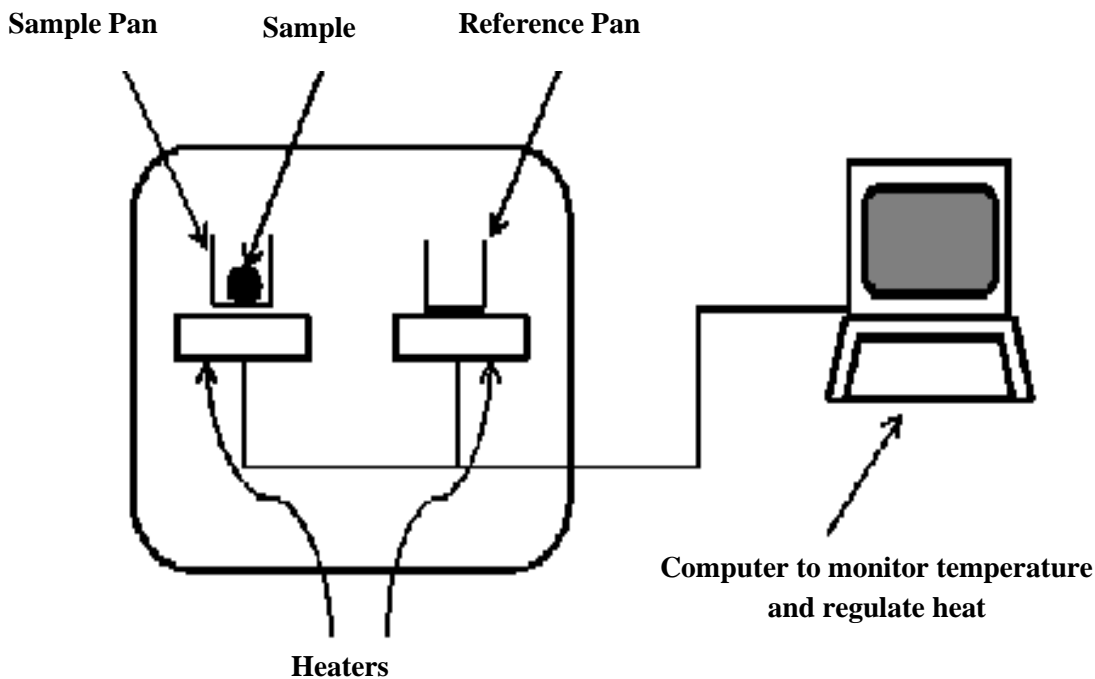 Sample Pan
Sample
Reference Pan
Computer to monitor temperature
and regulate heat
Heaters